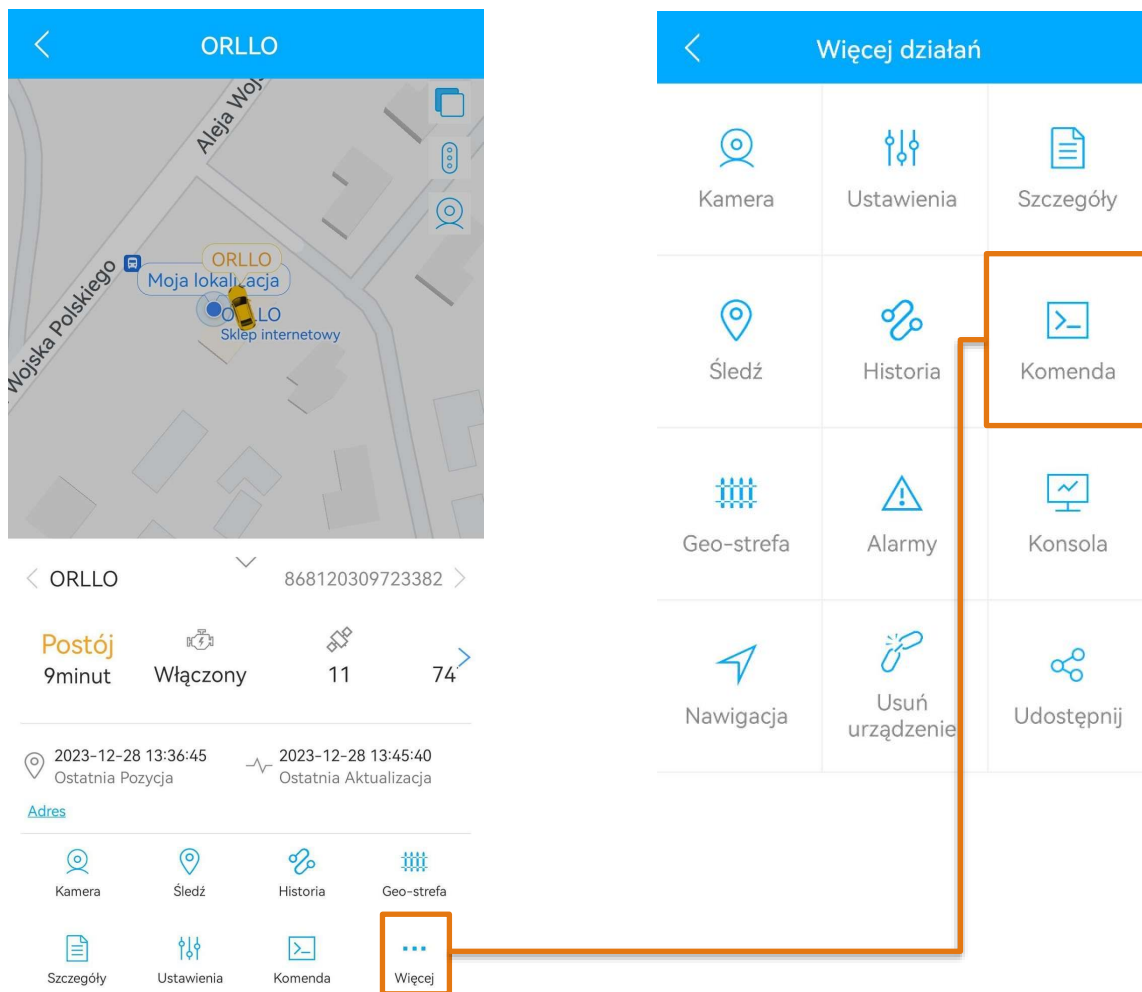 ORLLO
Aleja Woj
Wojska Polskiego
ORLLO
Moja lokalizacja
ORLLO
Sklep internetowy
ORLLO
868120309723382
Postój
9minut
Włączony
11
74
2023-12-28 13:36:45
Ostatnia Pozycja
2023-12-28 13:45:40
Ostatnia Aktualizacja
Adres
Kamera
Śledź
Historia
Geo-strefa
Szczegóły
Ustawienia
Komenda
Więcej
Więcej działań
Kamera
Ustawienia
Szczegóły
Śledź
Historia
Komenda
Geo-strefa
Alarmy
Konsola
Nawigacja
Usuń
urządzenie
Udostępnij